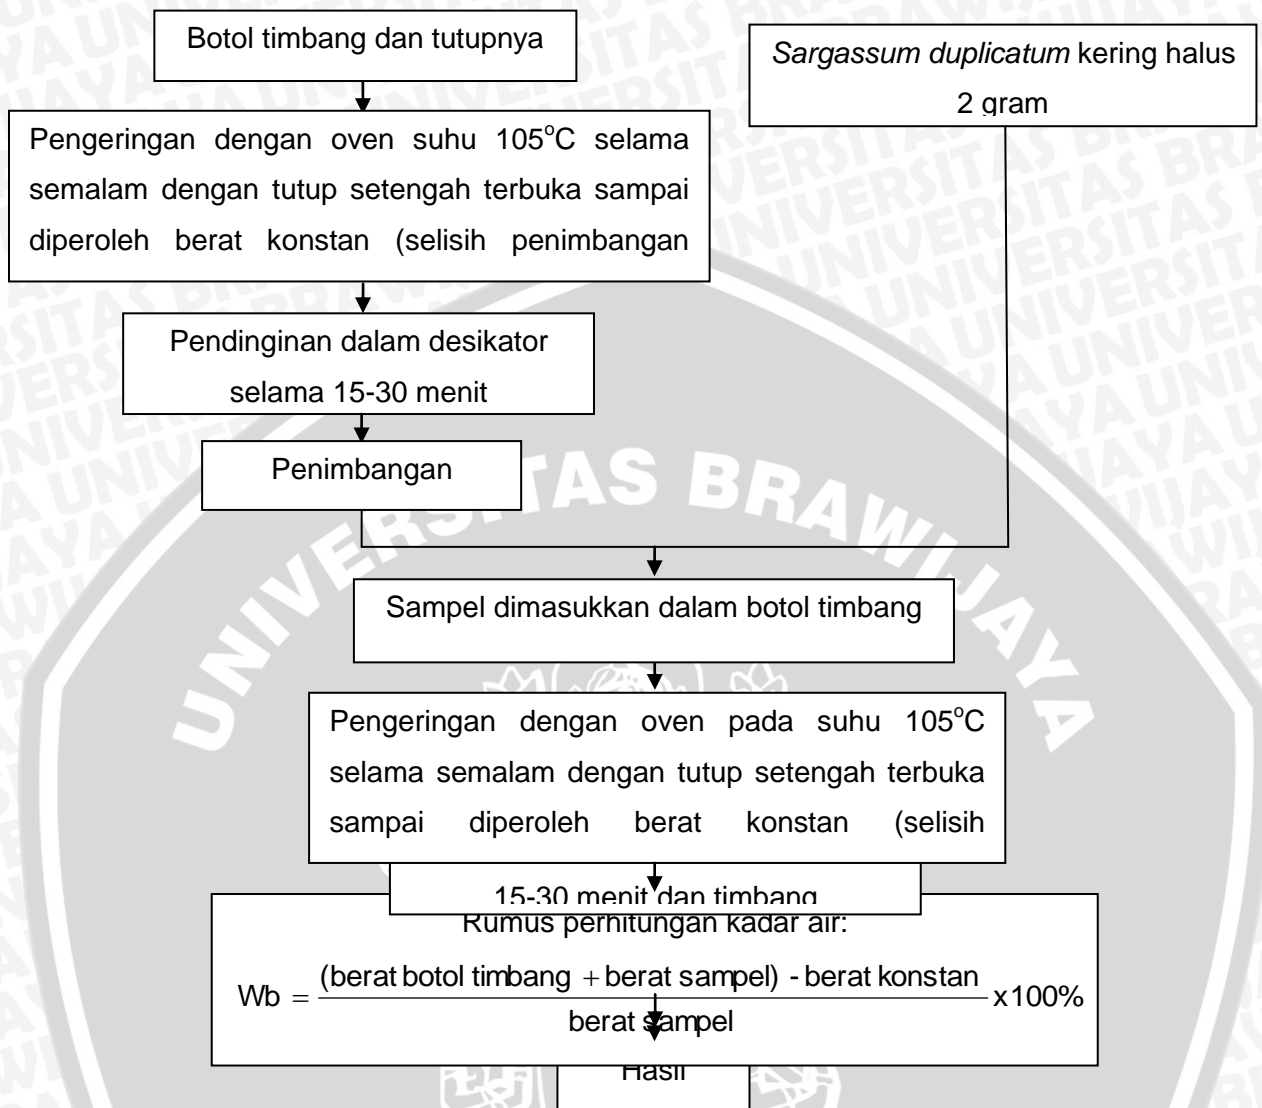 Botol timbang dan tutupnya
Sargassum duplicatum kering halus
2 gram
Pengeringan dengan oven suhu 105°C selama
semalam dengan tutup setengah terbuka sampai
diperoleh berat konstan (selisih penimbangan
Pendinginan dalam desikator
selama 15-30 menit
Penimbangan
Sampel dimasukkan dalam botol timbang
Pengeringan dengan oven pada suhu 105°C
selama semalam dengan tutup setengah terbuka
sampai diperoleh berat konstan (selisih
15-30 menit dan timbang
Rumus perhitungan kadar air:
Wb = (berat botol timbang + berat sampel) - berat konstan x100%
berat sampel
Hasil
UNIVERSITAS BRAWIJAYA